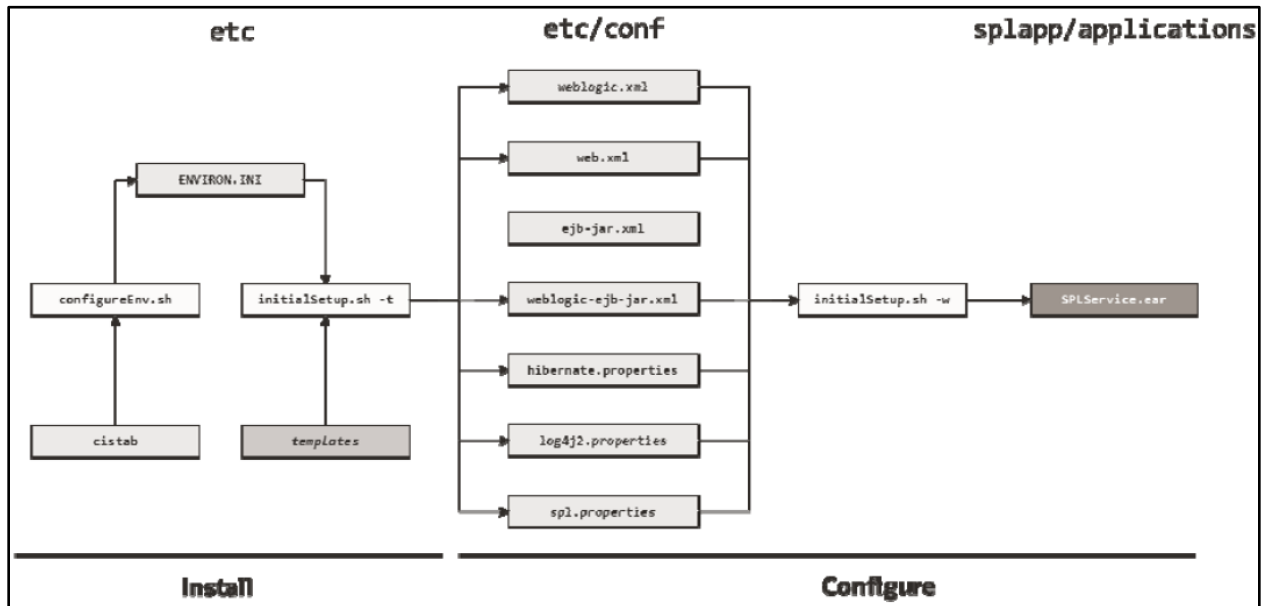 etc
etc/conf
splapp/applications
weblogic.xml
web.xml
ENVIRON.INI
ejb-jar.xml
configureEnv.sh
initialSetup.sh -t
weblogic-ejb-jar.xml
initialSetup.sh -w
SPLService.ear
hibernate.properties
cistab
templates
log4j2.properties
spl.properties
Install
Configure